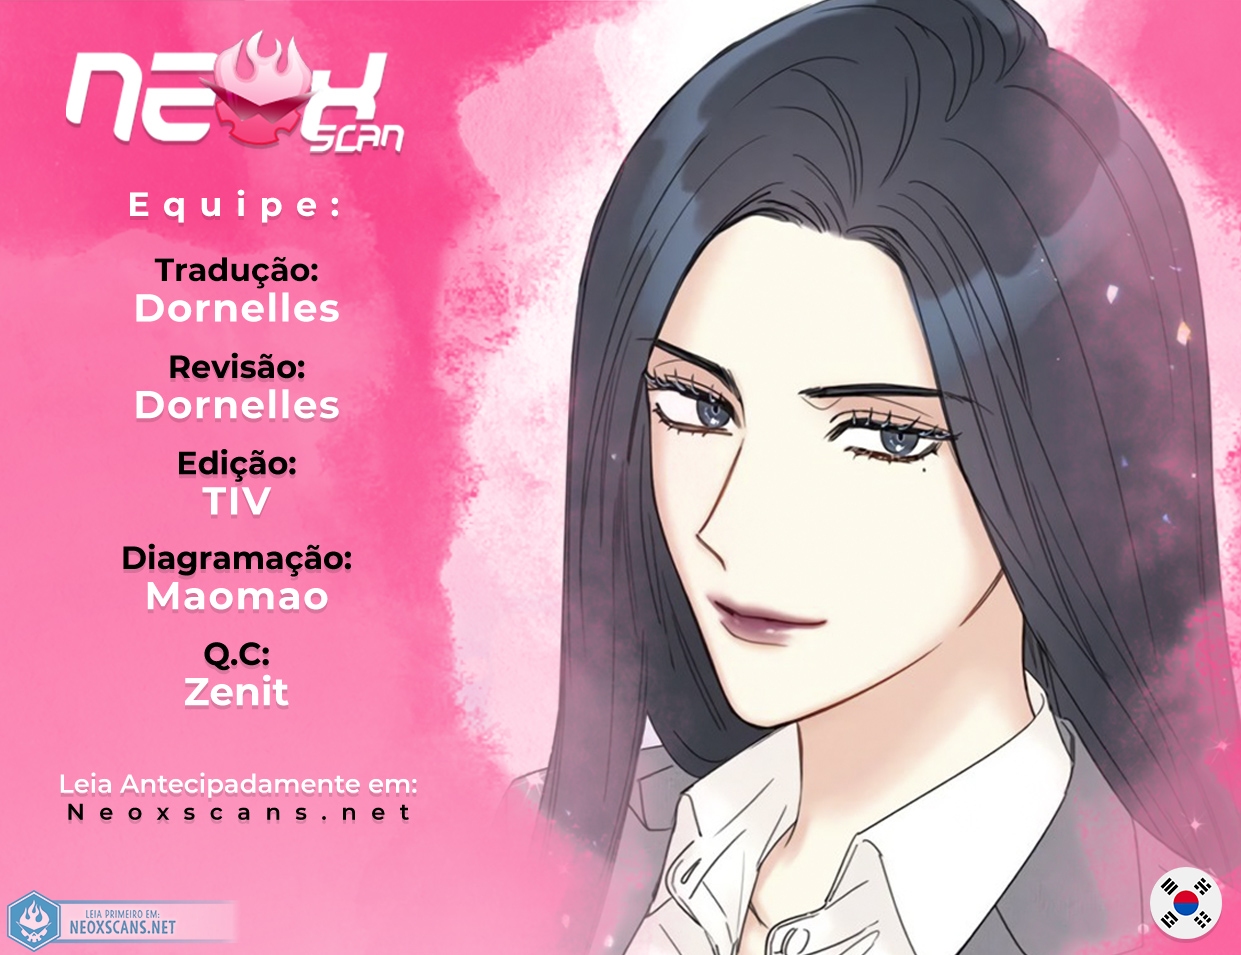 NEOX
SCAN
Equipe:
Tradução:
Dornelles
Revisão:
Dornelles
Edição:
TIV
Diagramação:
Maomao
Q.C:
Zenit
Leia Antecipadamente em:
Neoxscans.net
LEIA PRIMEIRO EM:
NEOXSCANS.NET